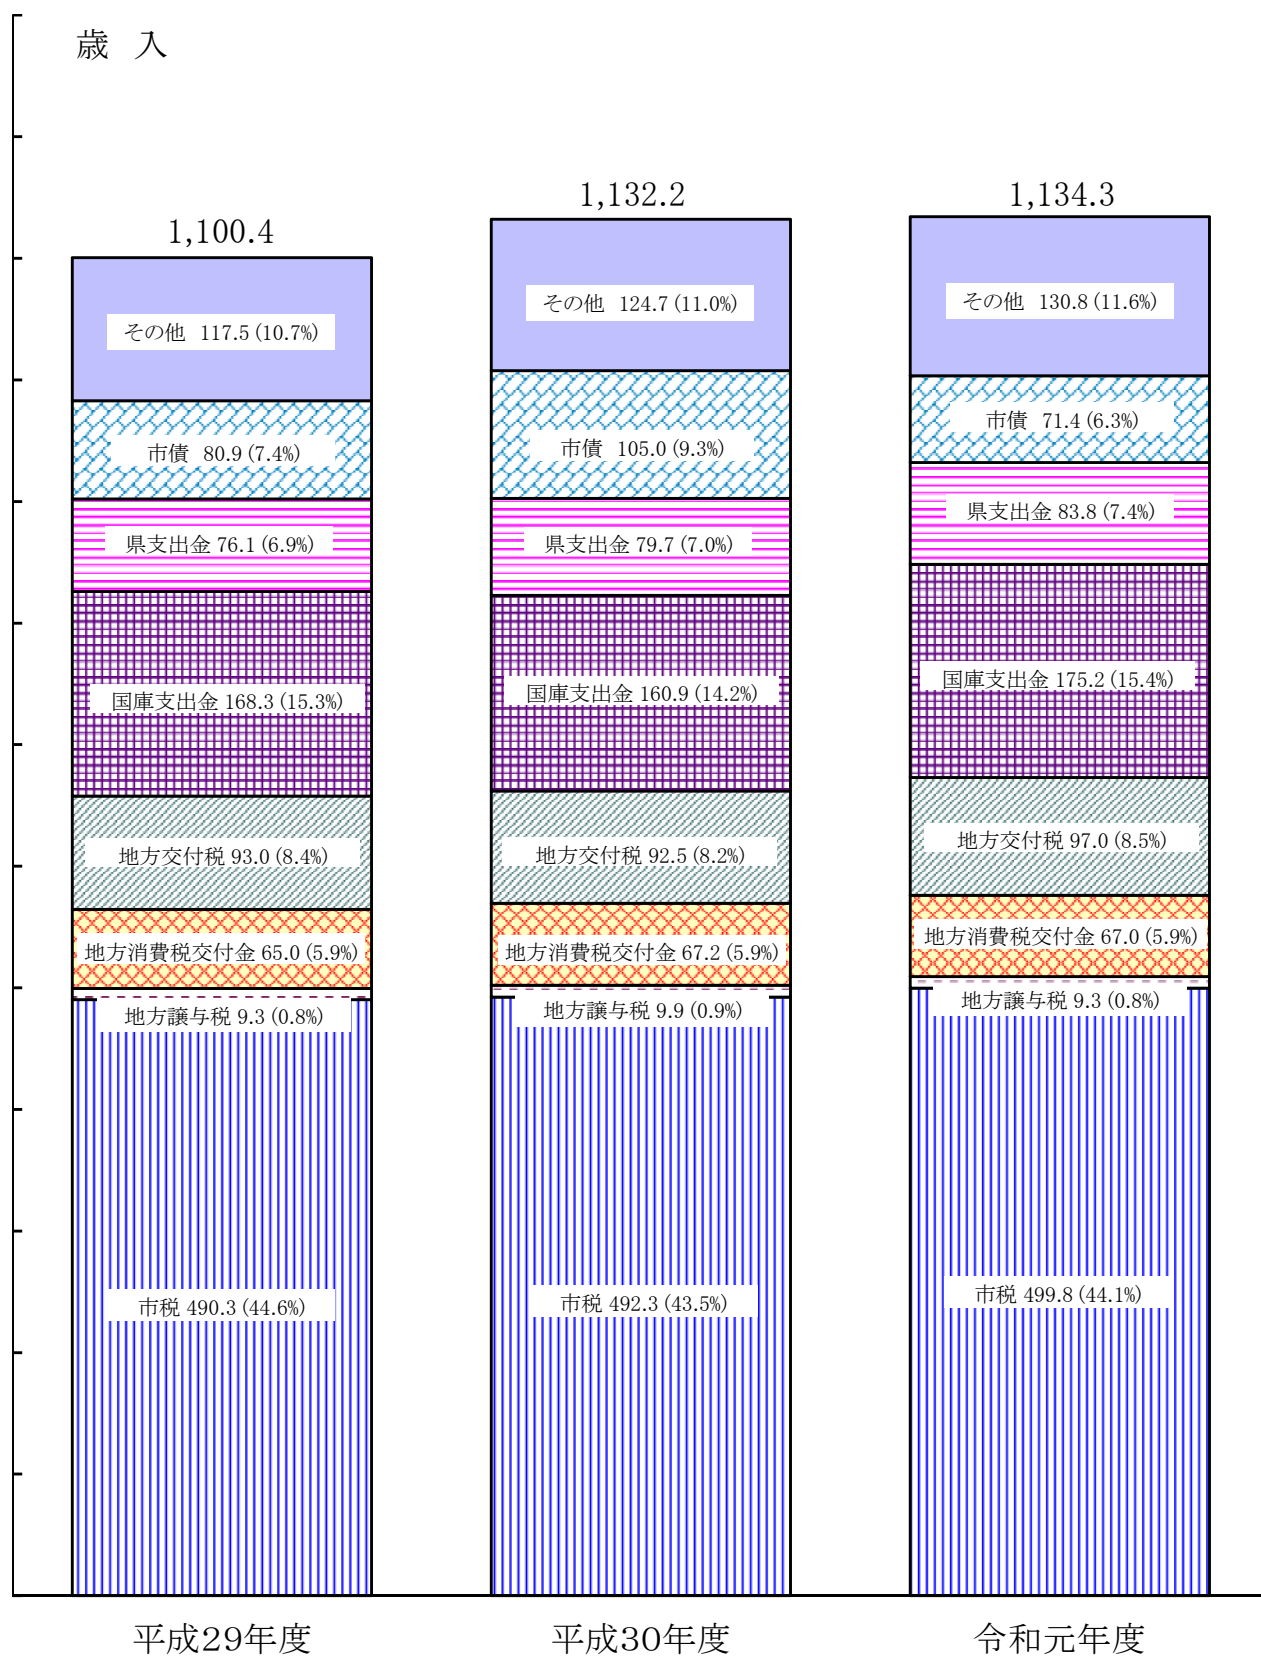 歳 入
1,100.4
その他 117.5 (10.7%)
市債 80.9 (7.4%)
県支出金 76.1 (6.9%)
国庫支出金 168.3 (15.3%)
地方交付税 93.0 (8.4%)
地方消費税交付金 65.0 (5.9%)
地方譲与税 9.3 (0.8%)
市税 490.3 (44.6%)
平成29年度
1,132.2
その他 124.7 (11.0%)
市債 105.0 (9.3%)
県支出金 79.7 (7.0%)
国庫支出金 160.9 (14.2%)
地方交付税 92.5 (8.2%)
地方消費税交付金 67.2 (5.9%)
地方譲与税 9.9 (0.9%)
市税 492.3 (43.5%)
平成30年度
1,134.3
その他 130.8 (11.6%)
市債 71.4 (6.3%)
県支出金 83.8 (7.4%)
国庫支出金 175.2 (15.4%)
地方交付税 97.0 (8.5%)
地方消費税交付金 67.0 (5.9%)
地方譲与税 9.3 (0.8%)
市税 499.8 (44.1%)
令和元年度